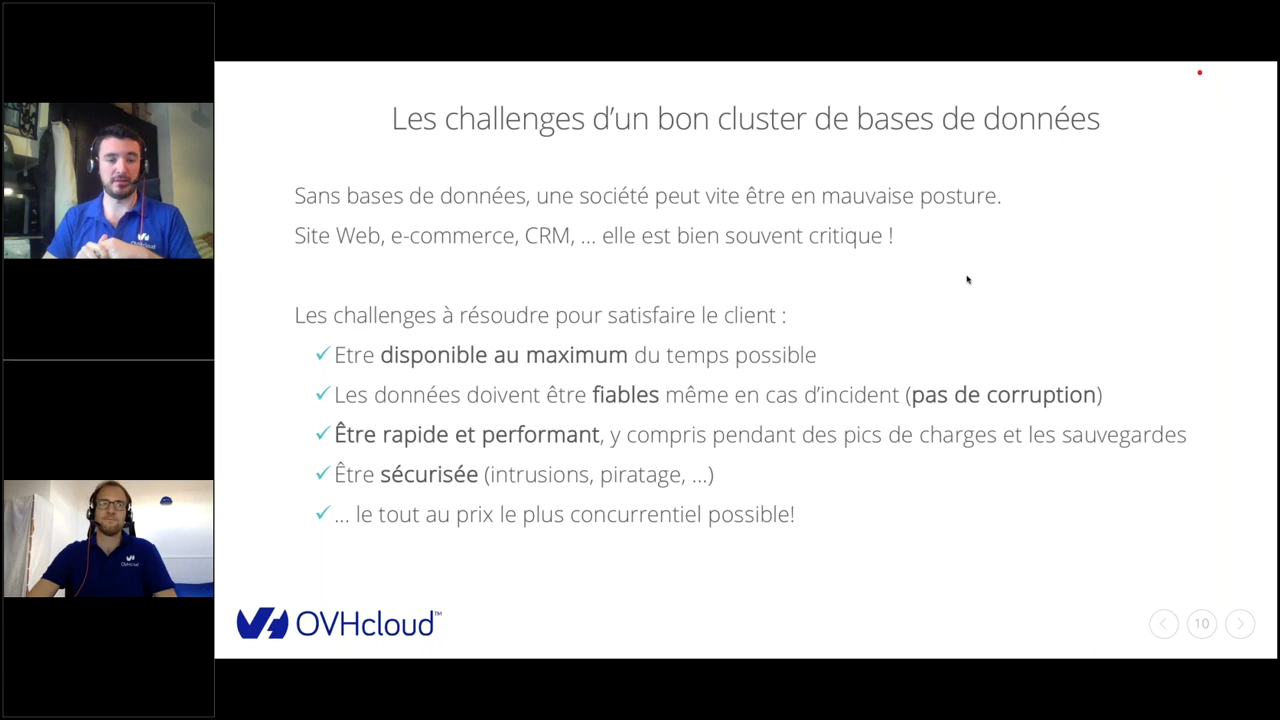 Les challenges d’un bon cluster de bases de données
Sans bases de données, une société peut vite être en mauvaise posture.
Site Web, e-commerce, CRM, ... elle est bien souvent critique !
Les challenges à résoudre pour satisfaire le client :
✓Etre disponible au maximum du temps possible
✓Les données doivent être fiables même en cas d’incident (pas de corruption)
✓Être rapide et performant, y compris pendant des pics de charges et les sauvegardes
✓Être sécurisée (intrusions, piratage, ...)
✓... le tout au prix le plus concurrentiel possible!
OVHcloud™
10
OVHcloud
OVHcloud